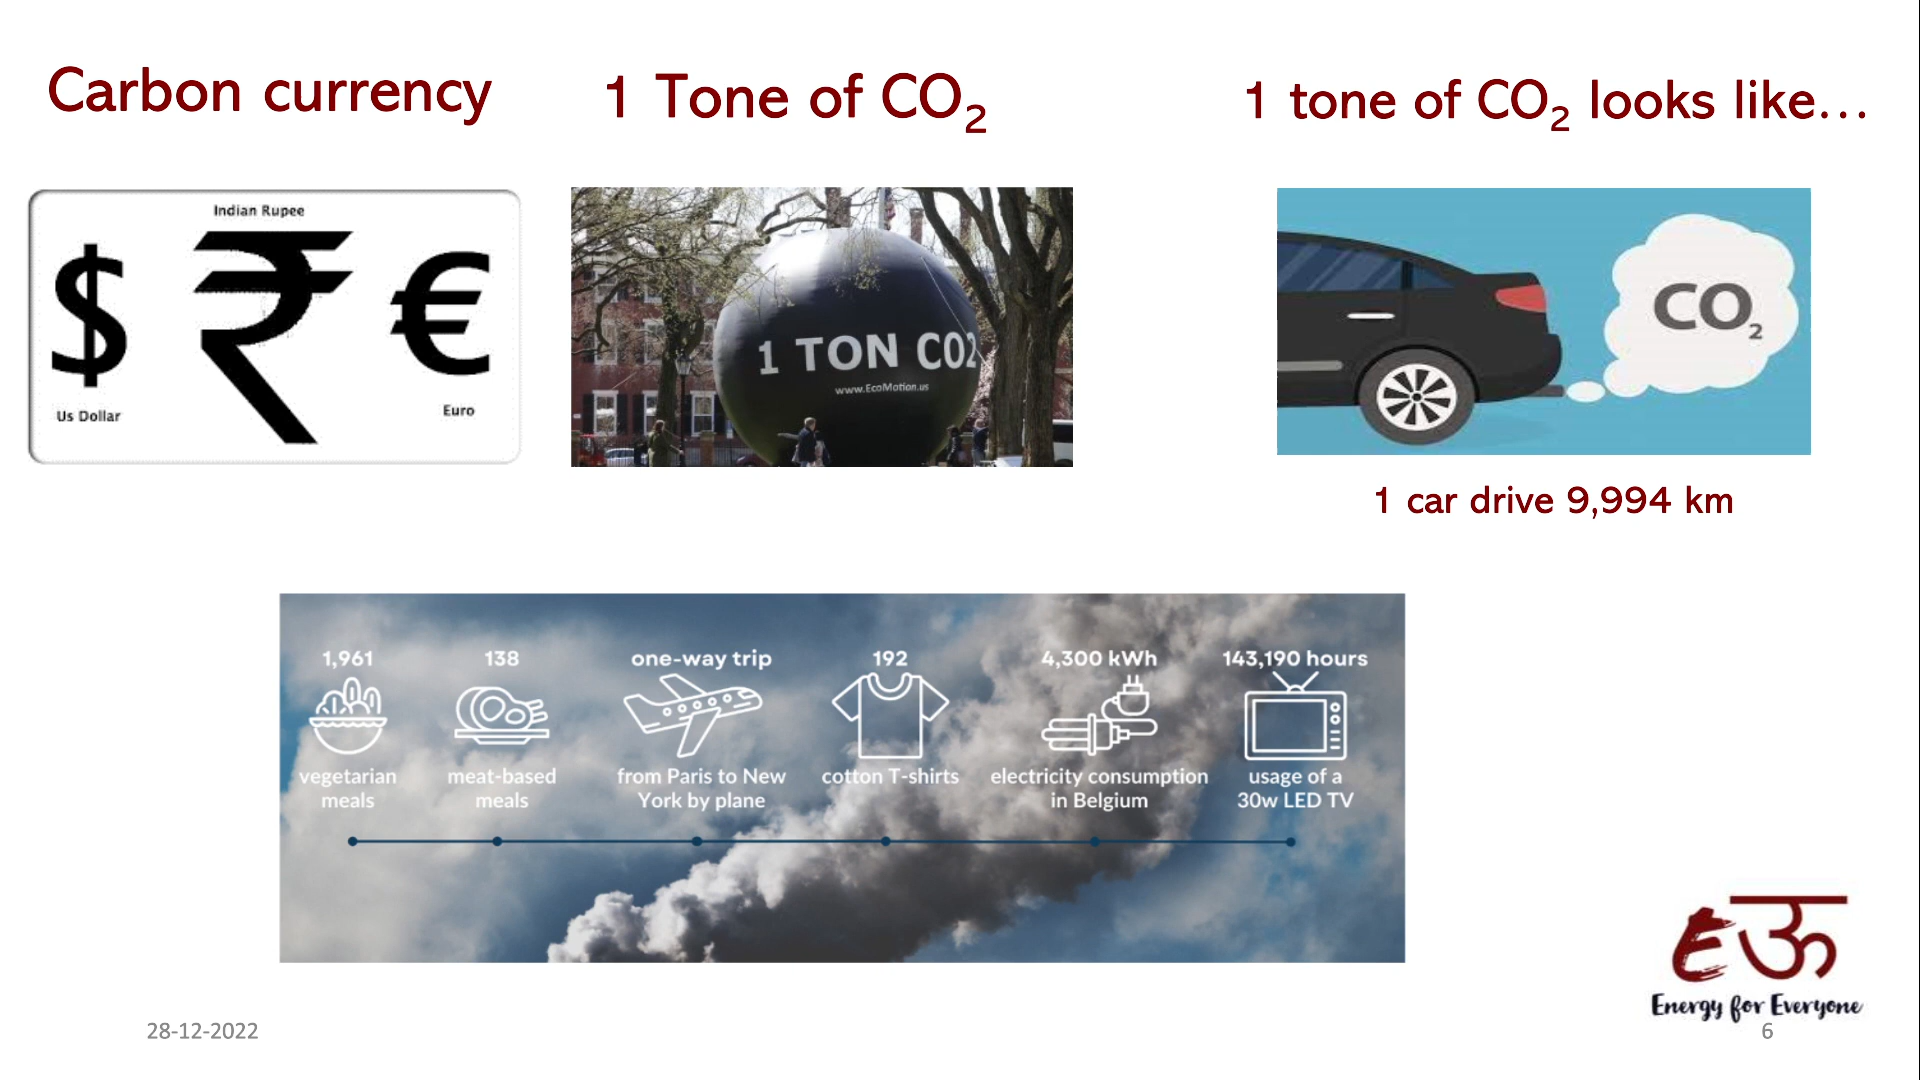 Carbon currency
1 Tone of CO₂
1 tone of CO₂ looks like...
Indian Rupee
$ ₹ €
Us Dollar
Euro
1 TON CO2
www.EcoMotion.us
CO₂
1 car drive 9,994 km
1,961
vegetarian
meals
138
meat-based
meals
one-way trip
from Paris to New
York by plane
192
cotton T-shirts
4,300 kWh
electricity consumption
in Belgium
143,190 hours
usage of a
30w LED TV
Eऊ
Energy for Everyone
28-12-2022
6